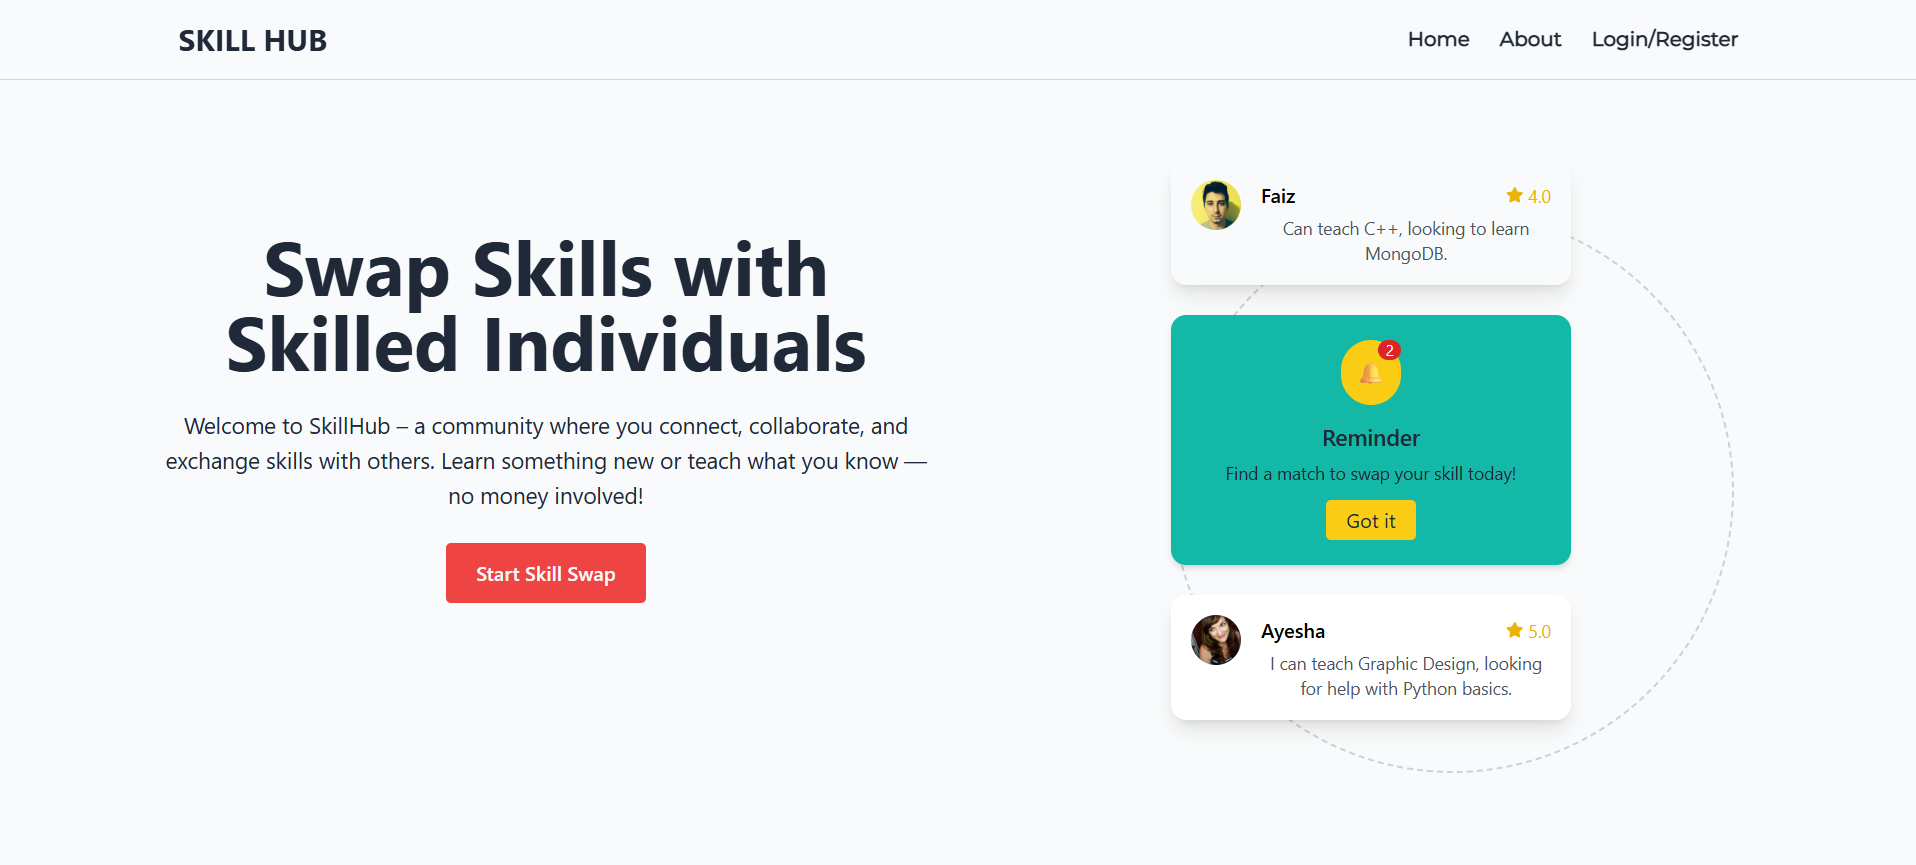 SKILL HUB
Home About Login/Register
Swap Skills with
Skilled Individuals
Welcome to SkillHub – a community where you connect, collaborate, and
exchange skills with others. Learn something new or teach what you know —
no money involved!
Start Skill Swap
Faiz 4.0
Can teach C++, looking to learn
MongoDB.
2
Reminder
Find a match to swap your skill today!
Got it
Ayesha 5.0
I can teach Graphic Design, looking
for help with Python basics.